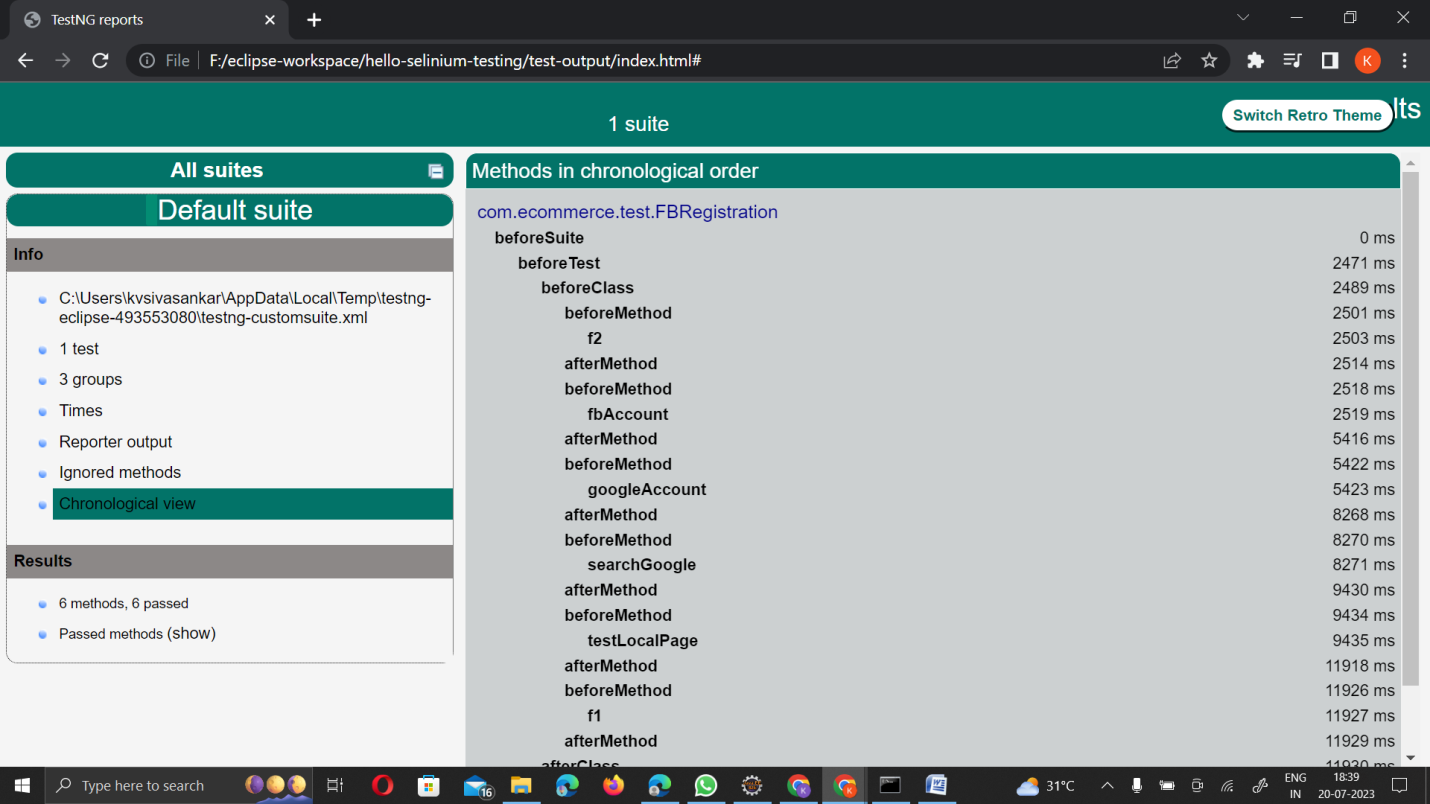 TestNG reports
File
F:/eclipse-workspace/hello-selinium-testing/test-output/index.html#
K
1 suite
Switch Retro Theme
lts
All suites
Default suite
Info
C:\Users\kvsivasankar\AppData\Local\Temp\testng-
eclipse-493553080\testng-customsuite.xml
1 test
3 groups
Times
Reporter output
Ignored methods
Chronological view
Results
6 methods, 6 passed
Passed methods (show)
Methods in chronological order
com.ecommerce.test.FBRegistration
beforeSuite 0 ms
beforeTest 2471 ms
beforeClass 2489 ms
beforeMethod 2501 ms
f2 2503 ms
afterMethod 2514 ms
beforeMethod 2518 ms
fbAccount 2519 ms
afterMethod 5416 ms
beforeMethod 5422 ms
googleAccount 5423 ms
afterMethod 8268 ms
beforeMethod 8270 ms
searchGoogle 8271 ms
afterMethod 9430 ms
beforeMethod 9434 ms
testLocalPage 9435 ms
afterMethod 11918 ms
beforeMethod 11926 ms
f1 11927 ms
afterMethod 11929 ms
afterClass 11930 ms
Type here to search
16
31°C
ENG
IN
18:39
20-07-2023